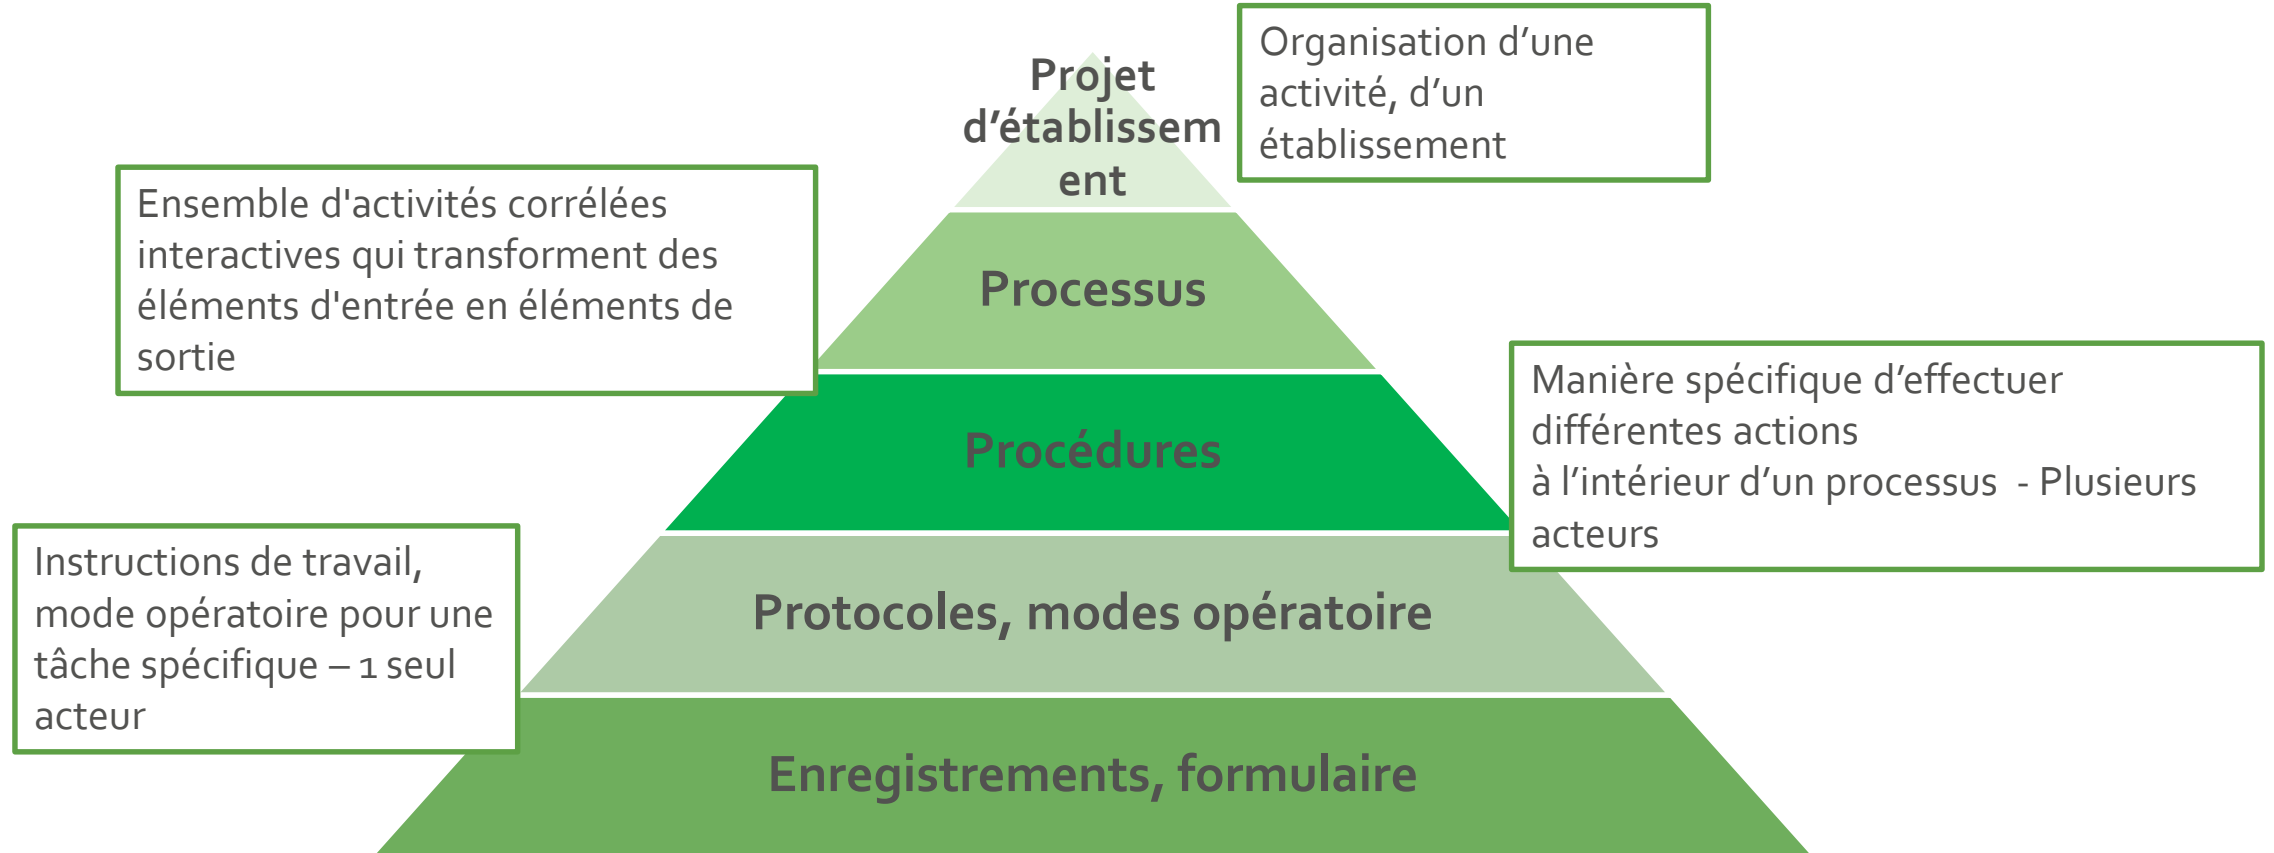 Projet
d’établissem
ent
Organisation d’une
activité, d’un
établissement
Ensemble d'activités corrélées
interactives qui transforment des
éléments d'entrée en éléments de
sortie
Processus
Manière spécifique d’effectuer
différentes actions
à l’intérieur d’un processus  - Plusieurs
acteurs
Procédures
Instructions de travail,
mode opératoire pour une
tâche spécifique – 1 seul
acteur
Protocoles, modes opératoire
Enregistrements, formulaire